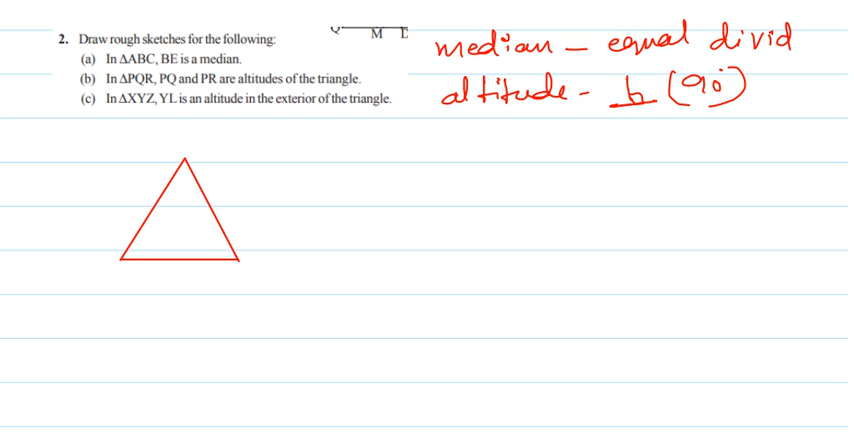 M
2. Draw rough sketches for the following:
(a) In ΔABC, BE is a median.
(b) In ΔPQR, PQ and PR are altitudes of the triangle.
(c) In ΔXYZ, YL is an altitude in the exterior of the triangle.
median - equal divid
altitude - (90°)